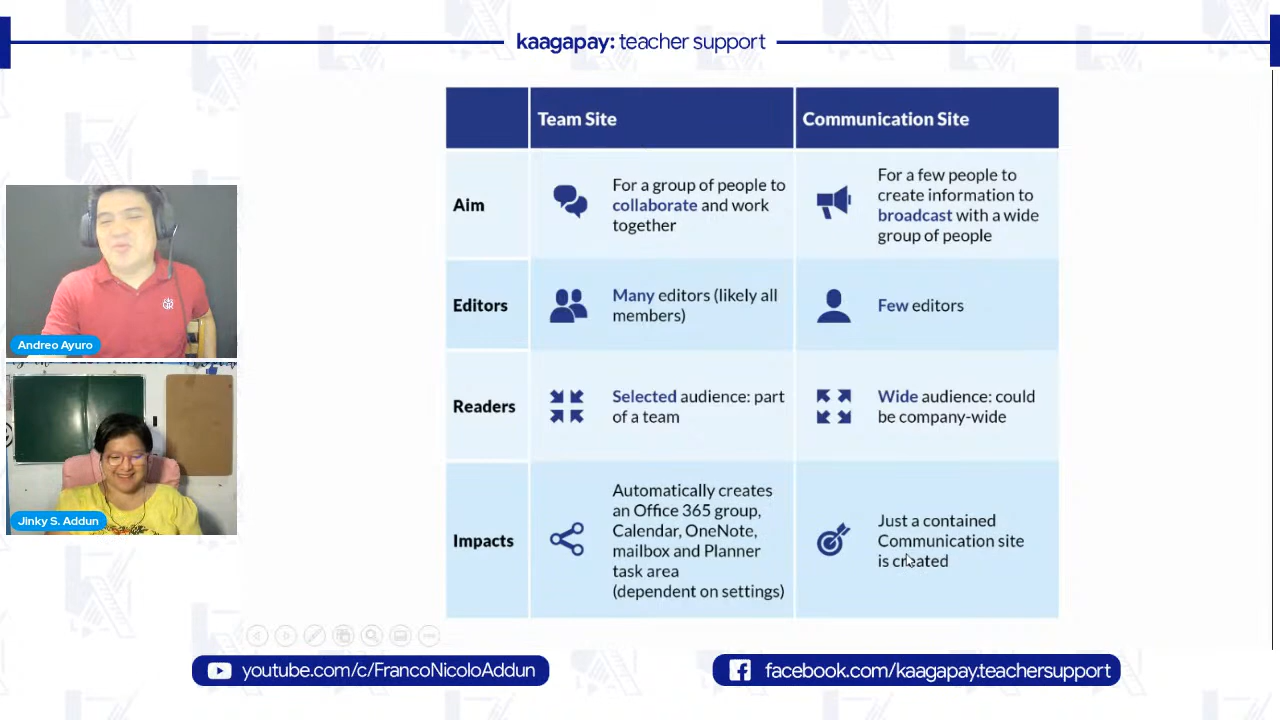 kaagapay: teacher support
Team Site
Communication Site
Aim
For a group of people to
collaborate and work
together
For a few people to
create information to
broadcast with a wide
group of people
Editors
Many editors (likely all
members)
Few editors
Readers
Selected audience: part
of a team
Wide audience: could
be company-wide
Impacts
Automatically creates
an Office 365 group,
Calendar, OneNote,
mailbox and Planner
task area
(dependent on settings)
Just a contained
Communication site
is created
Andreo Ayuro
Jinky S. Addun
youtube.com/c/FrancoNicoloAddun
facebook.com/kaagapay.teachersupport